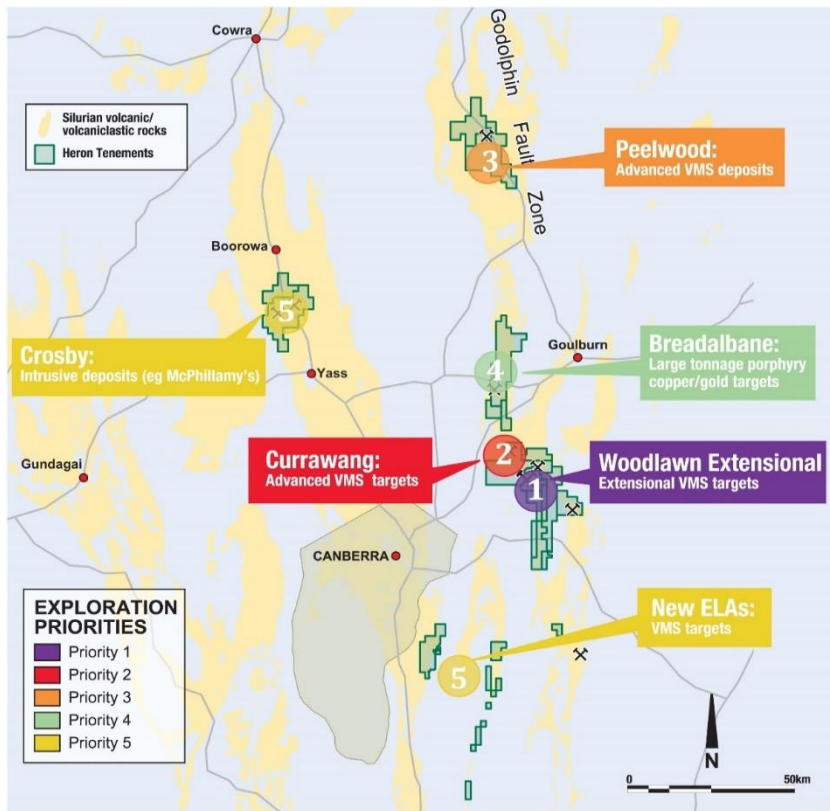 Cowra
Godolphin
Fault
Zone
Silurian volcanic/
volcaniclastic rocks
Heron Tenements
3
Peelwood:
Advanced VMS deposits
Boorowa
5
Crosby:
Intrusive deposits (eg McPhillamy's)
Yass
Goulburn
4
Breadalbane:
Large tonnage porphyry
copper/gold targets
Gundagai
2
Currawang:
Advanced VMS targets
1
Woodlawn Extensional
Extensional VMS targets
CANBERRA
New ELAs:
VMS targets
5
EXPLORATION
PRIORITIES
Priority 1
Priority 2
Priority 3
Priority 4
Priority 5
N
0
50km